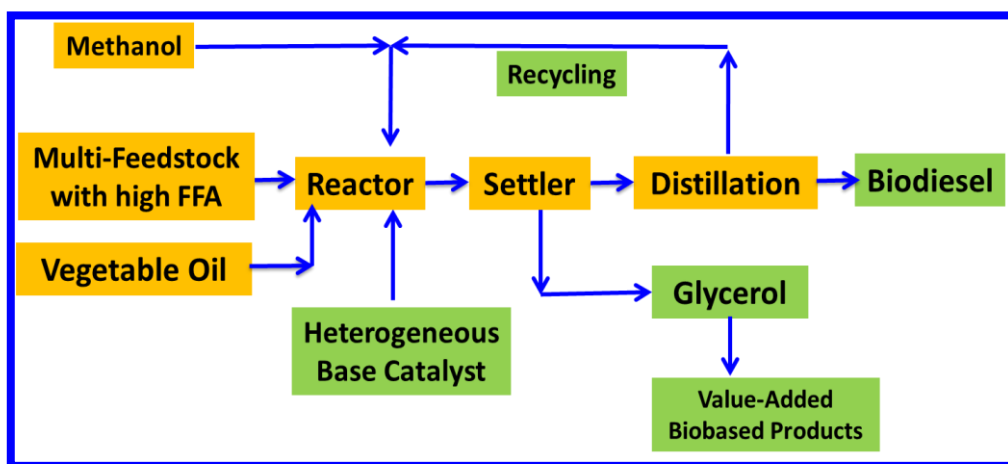 Methanol
Recycling
Multi-Feedstock
with high FFA
Reactor
Settler
Distillation
Biodiesel
Vegetable Oil
Glycerol
Heterogeneous
Base Catalyst
Value-Added
Biobased Products